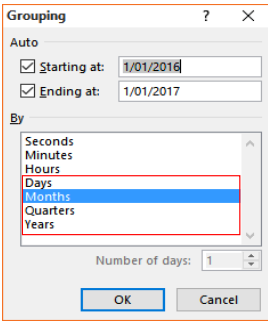 Grouping ? ×
Auto
Starting at: 1/01/2016
Ending at: 1/01/2017
By
Seconds
Minutes
Hours
Days
Months
Quarters
Years
Number of days: 1
OK Cancel